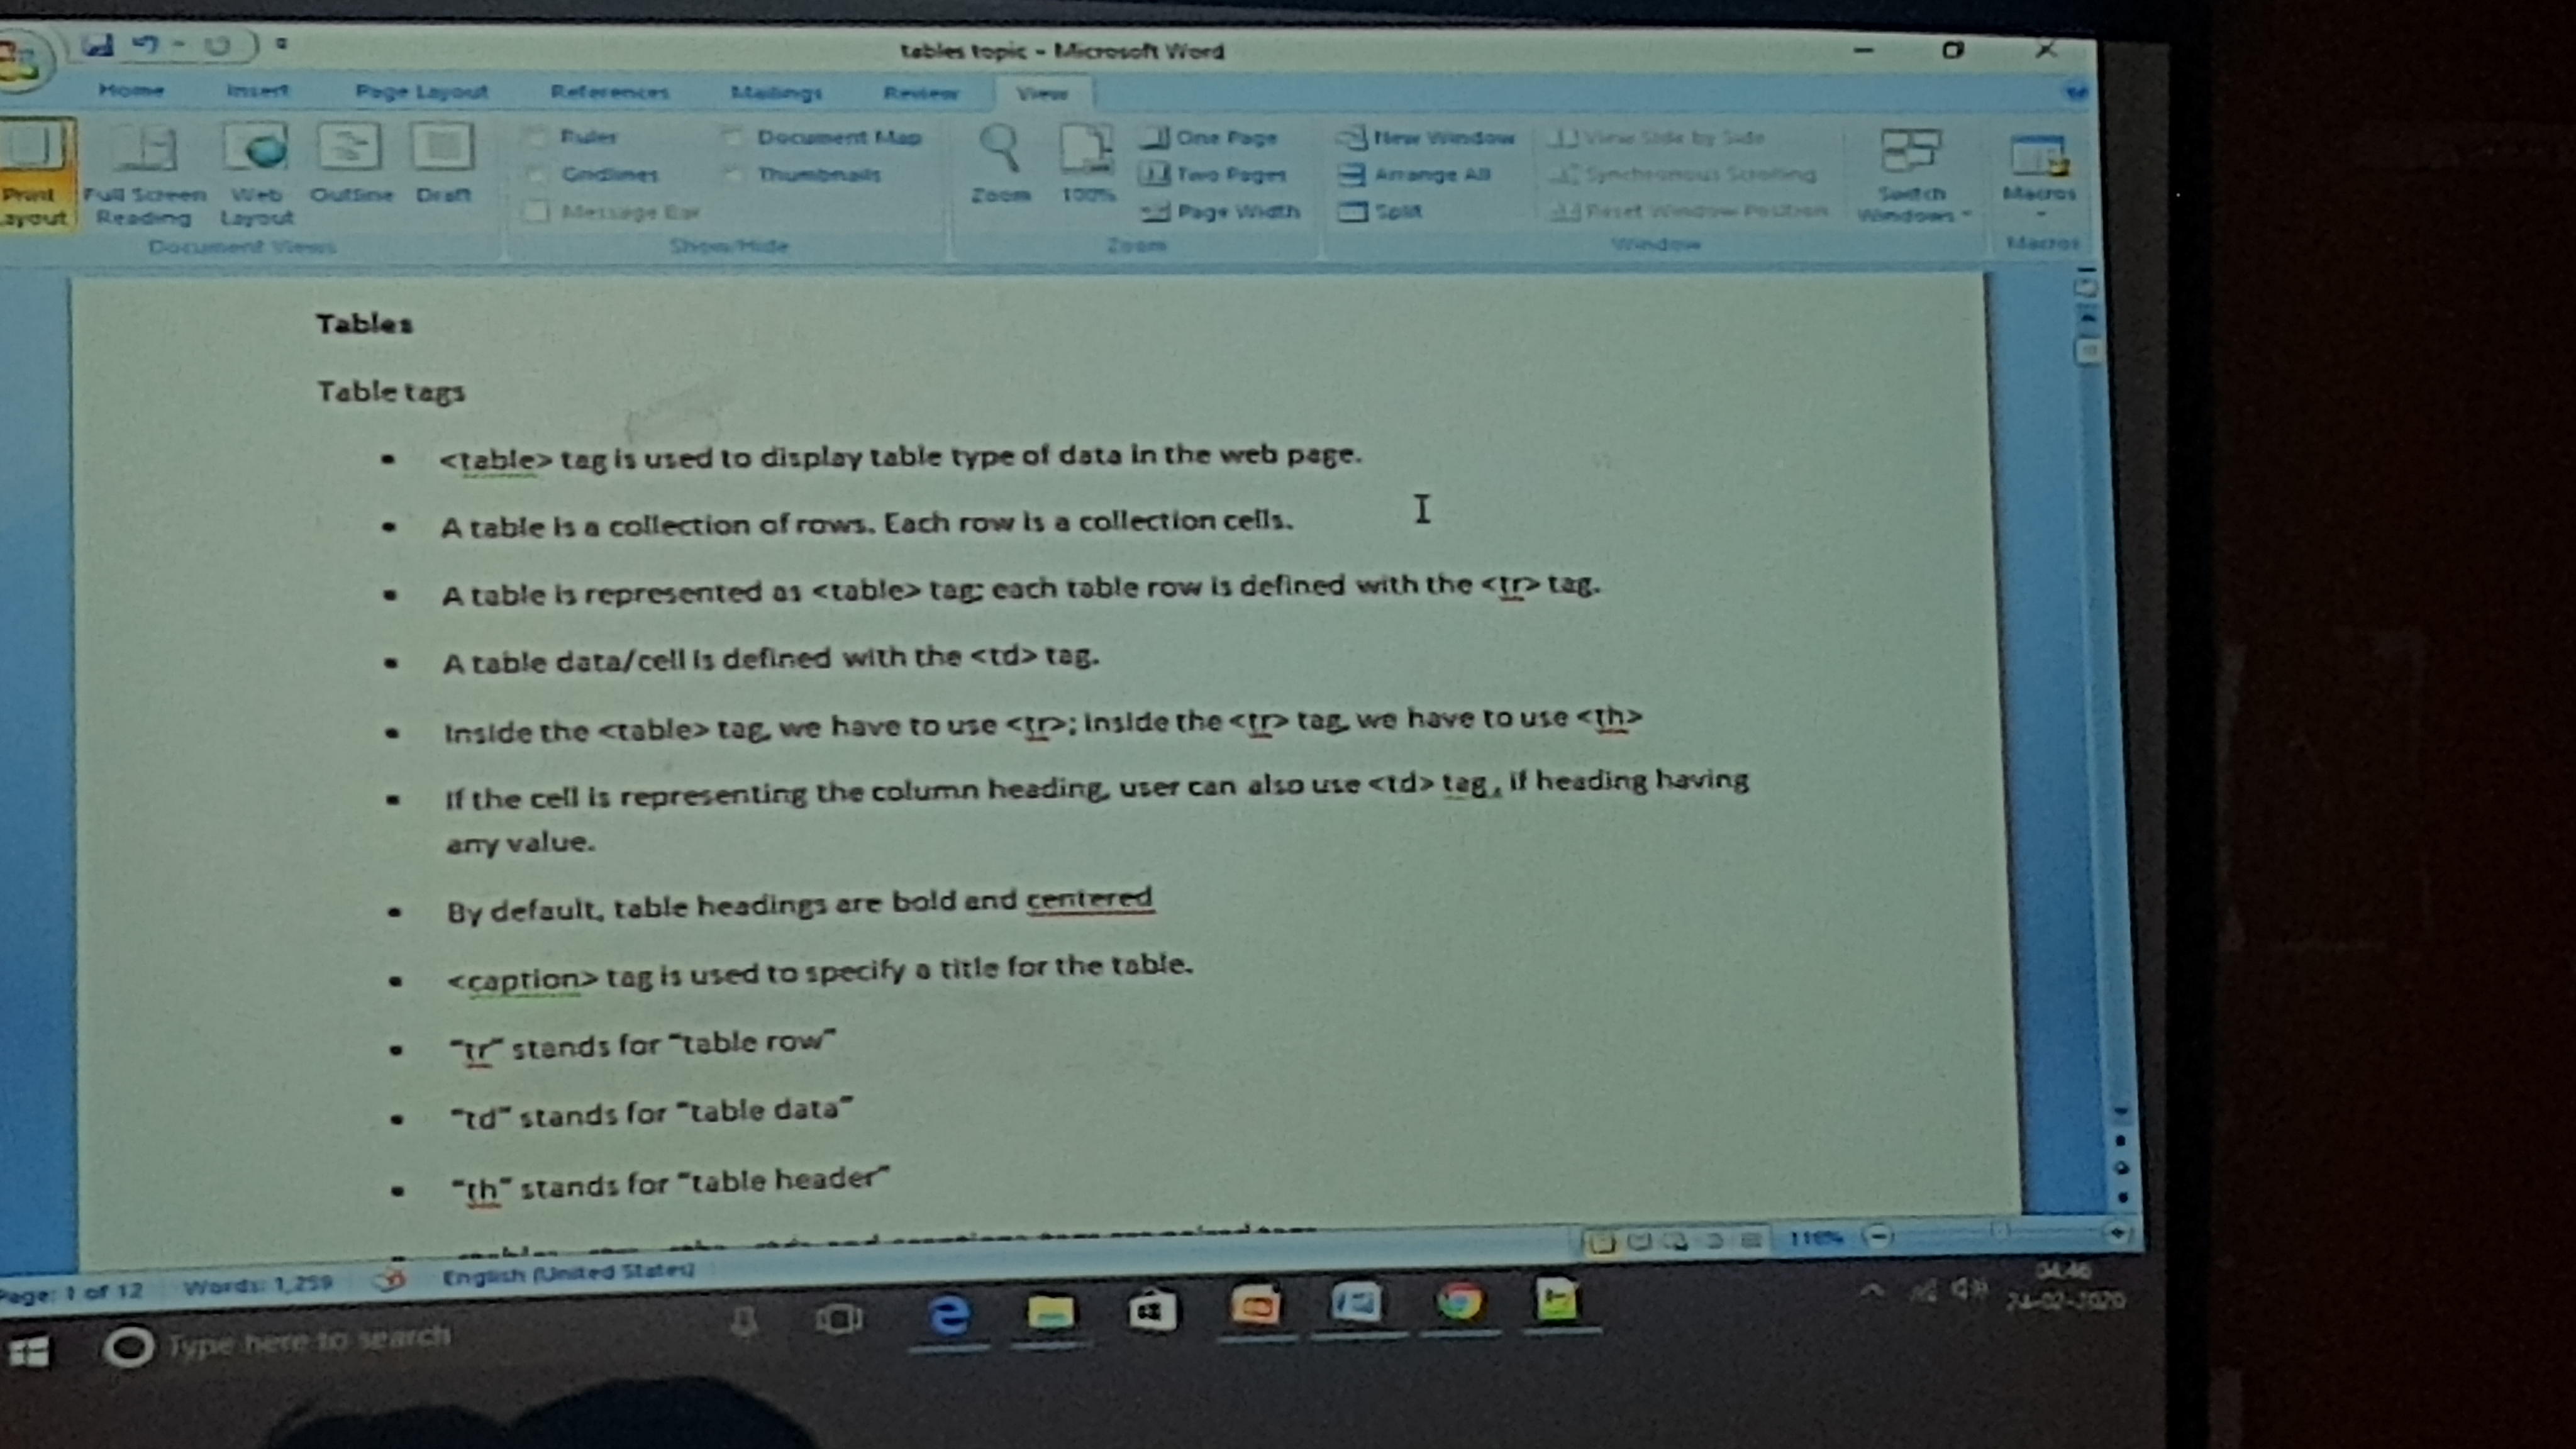 tables topic - Microsoft Word
Home Insert Page Layout References Mailings Review View
Ruler Document Map One Page New Window View Side by Side
Gridlines Thumbnails Two Pages Arrange All Synchronous Scrolling
Print Full Screen Web Outline Draft Zoom 100% Switch Macros
Layout Reading Layout Message Bar Page Width Split Reset Window Position Windows
Document Views Show/Hide Zoom Window Macros
Tables
Table tags
• <table> tag is used to display table type of data in the web page.
• A table is a collection of rows. Each row is a collection cells.
• A table is represented as <table> tag; each table row is defined with the <tr> tag.
• A table data/cell is defined with the <td> tag.
• Inside the <table> tag, we have to use <tr>; inside the <tr> tag, we have to use <th>
• If the cell is representing the column heading, user can also use <td> tag, if heading having
any value.
• By default, table headings are bold and centered
• <caption> tag is used to specify a title for the table.
• "tr" stands for "table row"
• "td" stands for "table data"
• "th" stands for "table header"
Page: 1 of 12 Words: 1,259 English (United States) 116%
Type here to search 04:46
24-02-2020